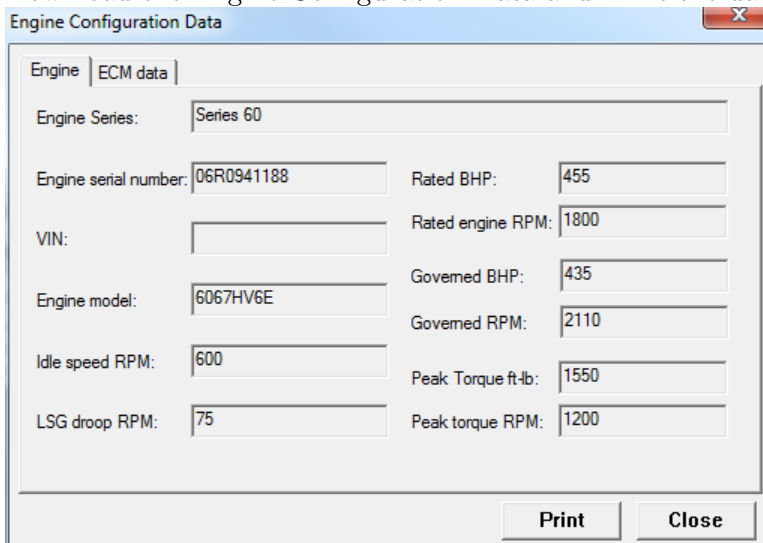 Engine Configuration Data
Engine ECM data
Engine Series: Series 60
Engine serial number: 06R0941188 Rated BHP: 455
Rated engine RPM: 1800
VIN:
Governed BHP: 435
Engine model: 6067HV6E
Governed RPM: 2110
Idle speed RPM: 600
Peak Torque ft-lb: 1550
LSG droop RPM: 75 Peak torque RPM: 1200
Print Close